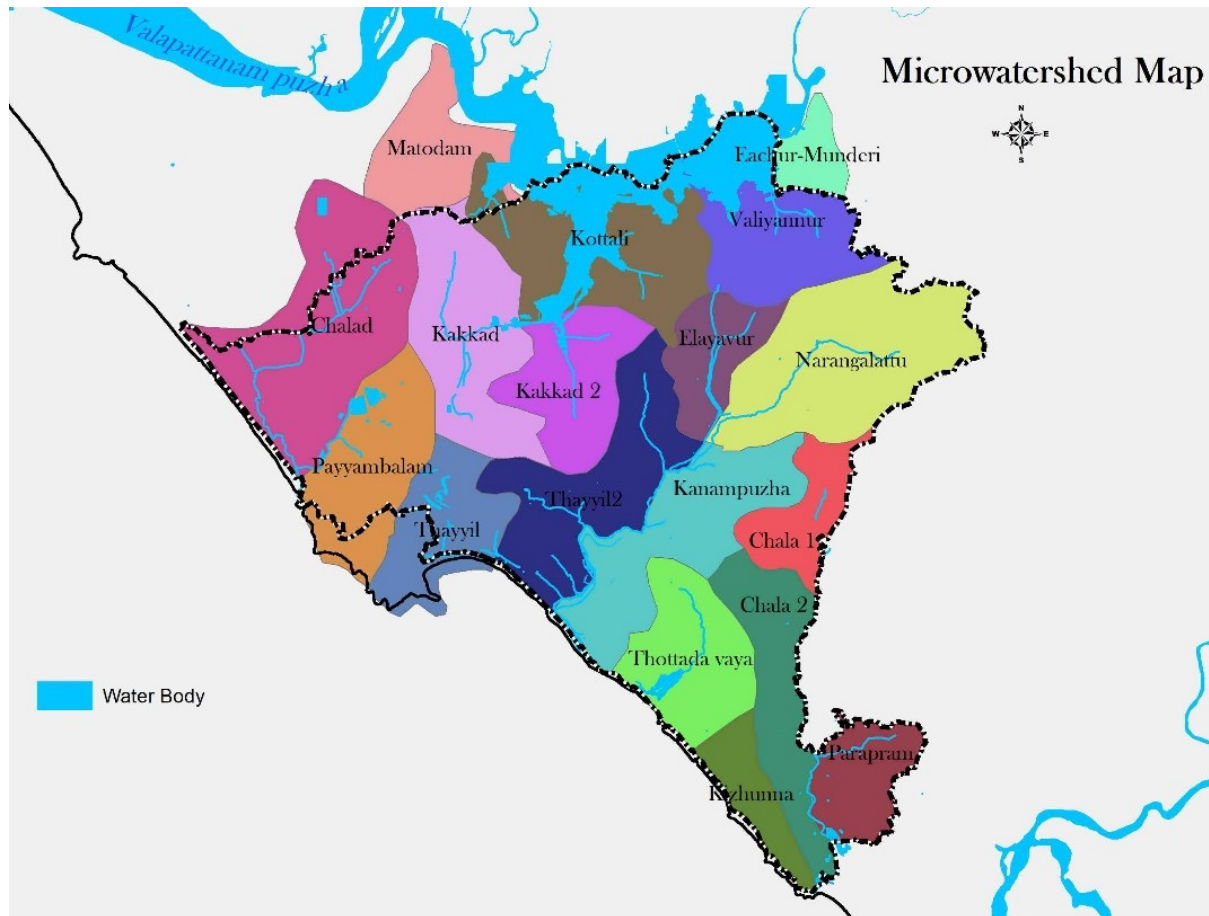 Valapattanam puzha
Microwatershed Map
N
W E
S
Matodam
Eachur-Munderi
Valiyannur
Kottali
Chalad
Kakkad
Elayavur
Narangalattu
Kakkad 2
Payyambalam
Kanampuzha
Thayyil2
Thayyil
Chala 1
Chala 2
Thottada vaya
Water Body
Parapram
Kizhunna